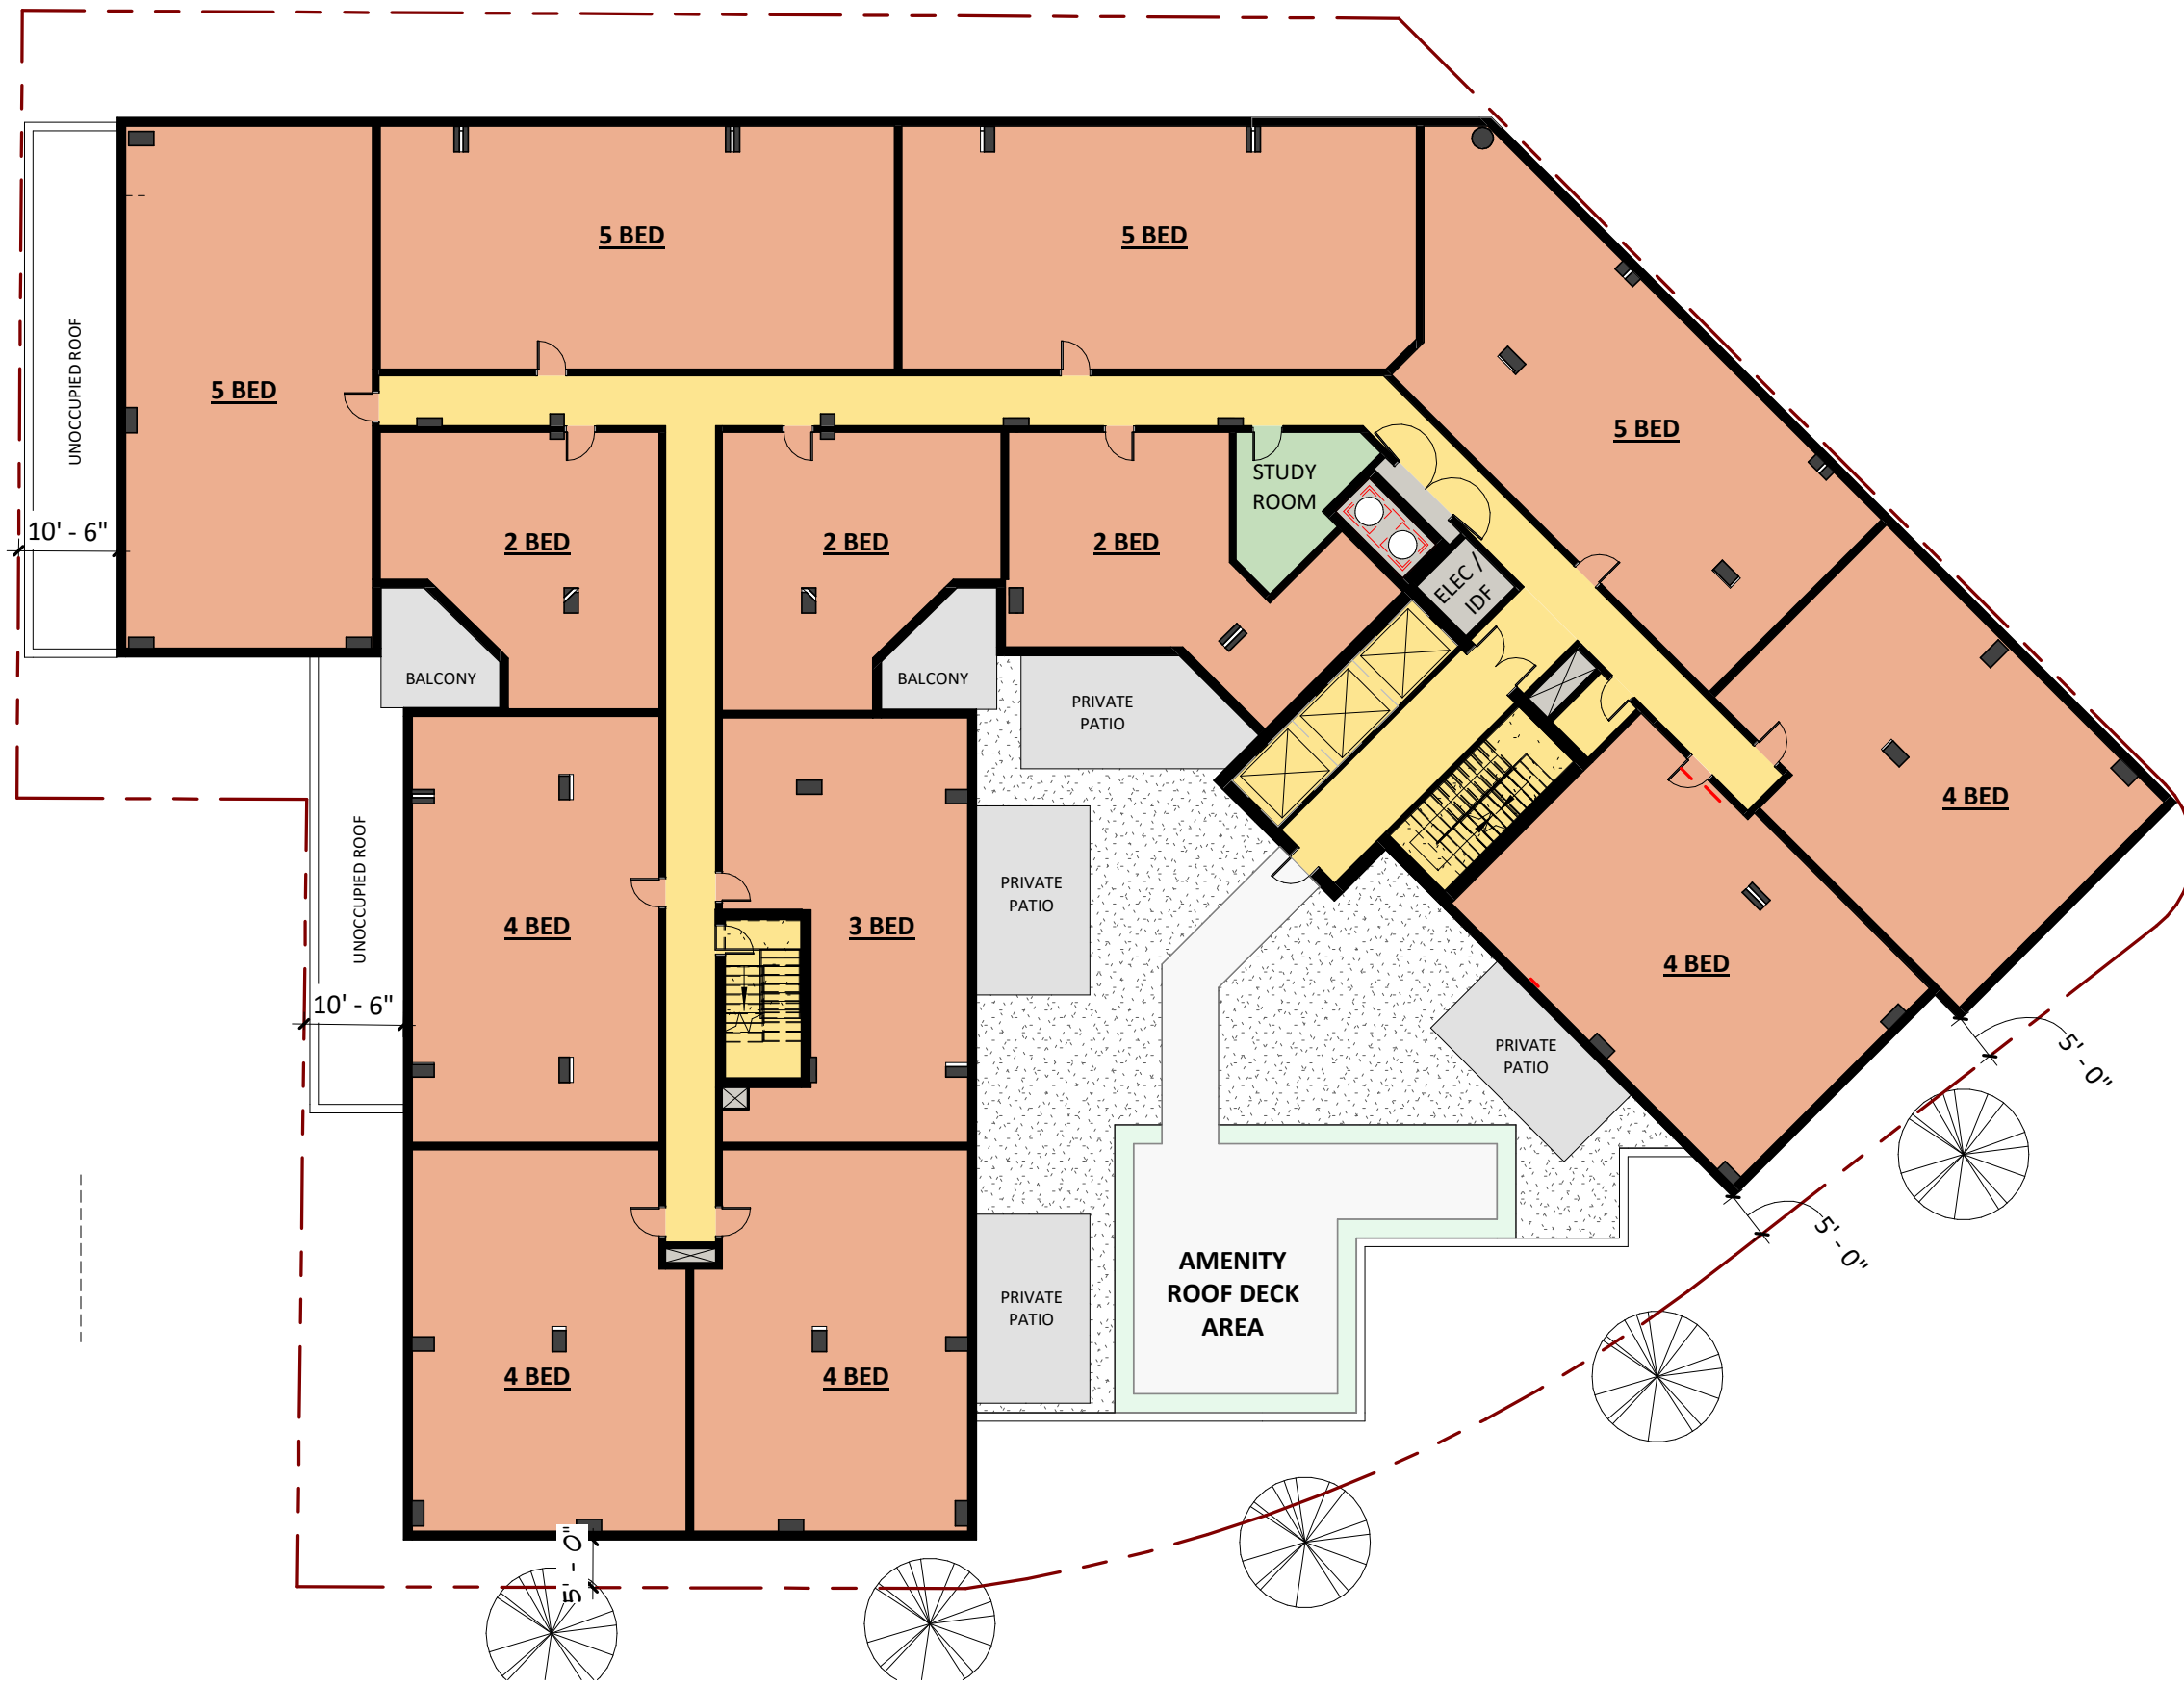 5 BED
5 BED
UNOCCUPIED ROOF
5 BED
5 BED
STUDY
ROOM
10' - 6"
2 BED
2 BED
2 BED
ELEC /
IDF
BALCONY
BALCONY
PRIVATE
PATIO
4 BED
UNOCCUPIED ROOF
PRIVATE
PATIO
4 BED
3 BED
4 BED
10' - 6"
PRIVATE
PATIO
5' - 0"
5' - 0"
PRIVATE
PATIO
AMENITY
ROOF DECK
AREA
4 BED
4 BED
5' - 0"